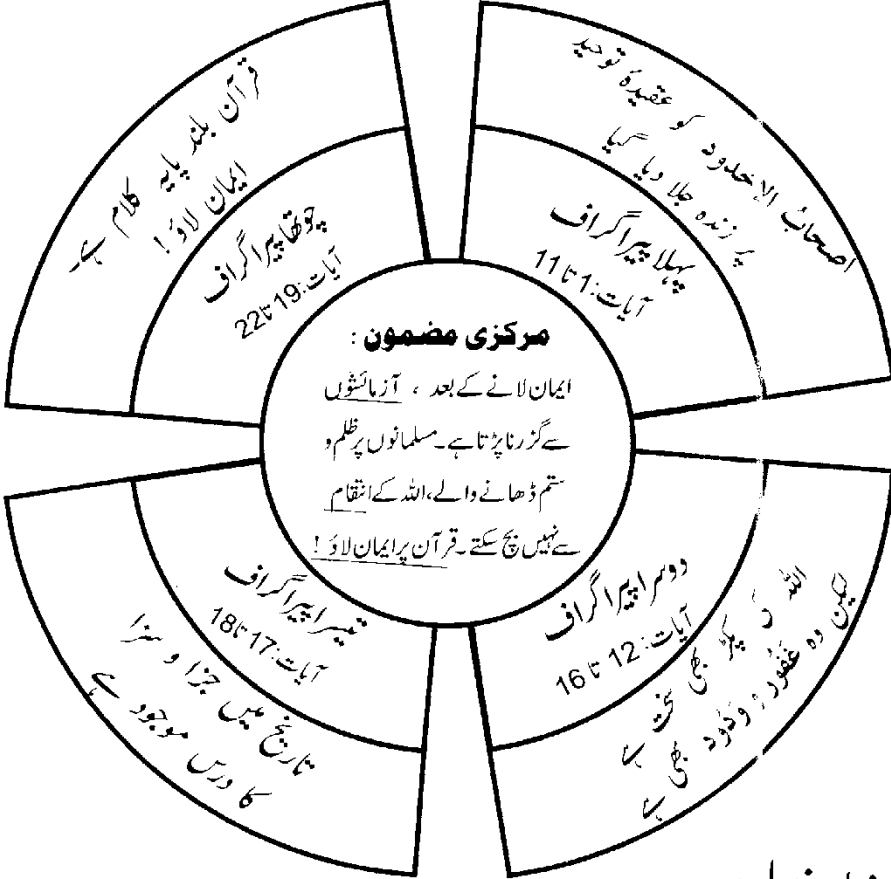 مرکزی مضمون :
ایمان لانے کے بعد ، آزمائشوں
سے گزرنا پڑتا ہے۔ مسلمانوں پر ظلم و
ستم ڈھانے والے، اللہ کے انتقام
سے نہیں بچ سکتے۔ قرآن پر ایمان لاؤ !
اصحابُ الاخدود کو عقیدۂ توحید
پر زندہ جلا دیا گیا
پہلا پیراگراف
آیات:1 تا 11
دوسرا پیراگراف
آیات:12 تا 16
اللہ کی پکڑ بھی سخت ہے
لیکن وہ غَفُور، وَدُود بھی ہے
تیسرا پیراگراف
آیات:17 تا 18
تاریخ میں جزا و سزا
کا درس موجود ہے
قرآن بلند پایہ کلام ہے۔
ایمان لاؤ !
چوتھا پیراگراف
آیات:19 تا 22